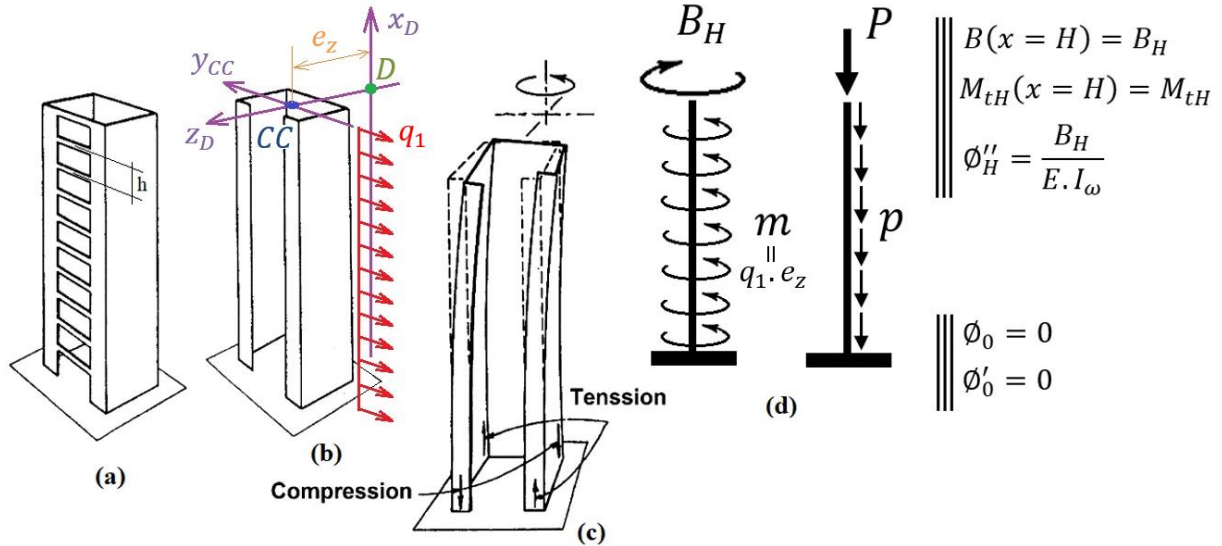 h
(a)
x_D
e_z
D
y_CC
z_D
CC
q_1
(b)
Tenssion
Compression
(c)
B_H
m
=
q_1.e_z
P
p
(d)
B(x = H) = B_H
M_tH(x = H) = M_tH
Ø''_H = B_H / E.I_ω
Ø_0 = 0
Ø'_0 = 0